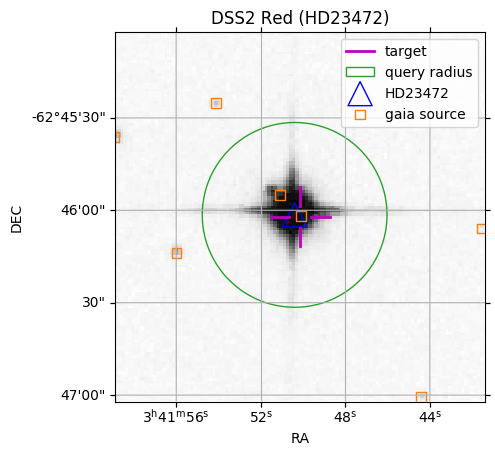 DSS2 Red (HD23472)
target
query radius
HD23472
gaia source
-62°45'30"
46'00"
30"
47'00"
DEC
3ʰ41ᵐ56ˢ
52ˢ
48ˢ
44ˢ
RA